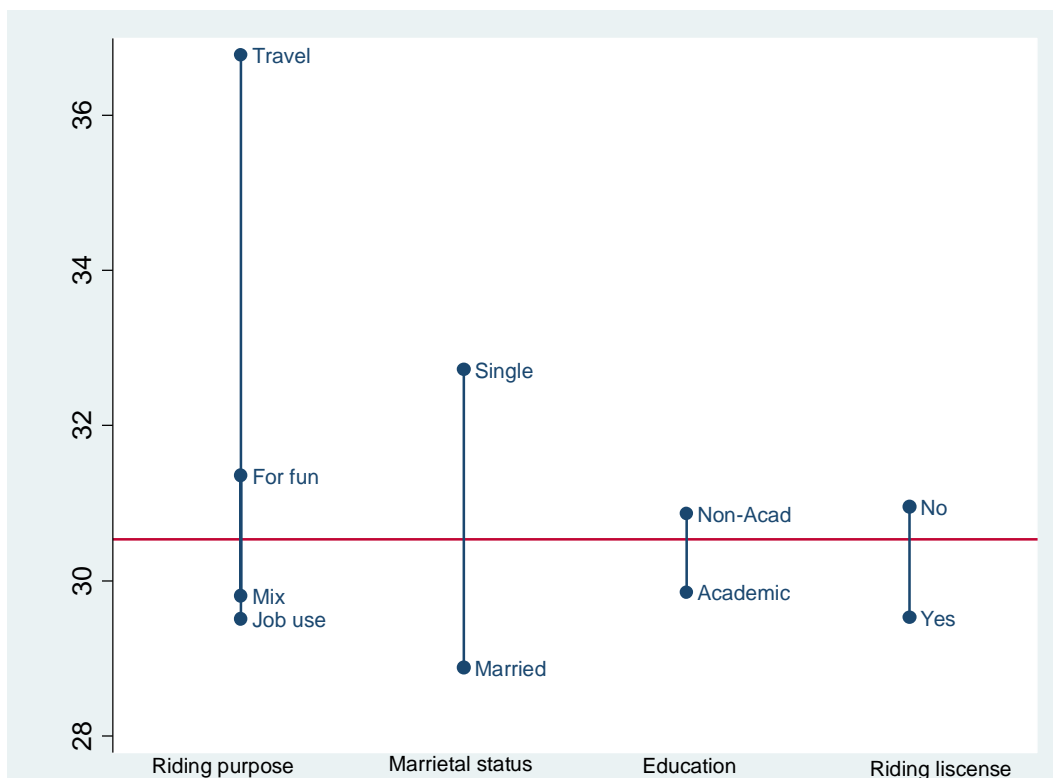 36
34
32
30
28
Travel
For fun
Mix
Job use
Single
Married
Non-Acad
Academic
No
Yes
Riding purpose
Marrietal status
Education
Riding liscense